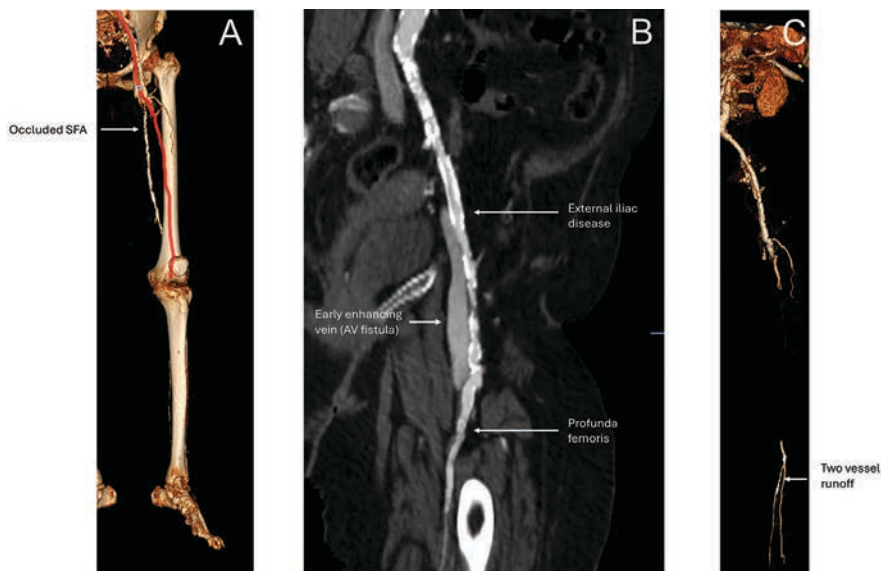 A
Occluded SFA
B
External iliac
disease
Early enhancing
vein (AV fistula)
Profunda
femoris
C
Two vessel
runoff